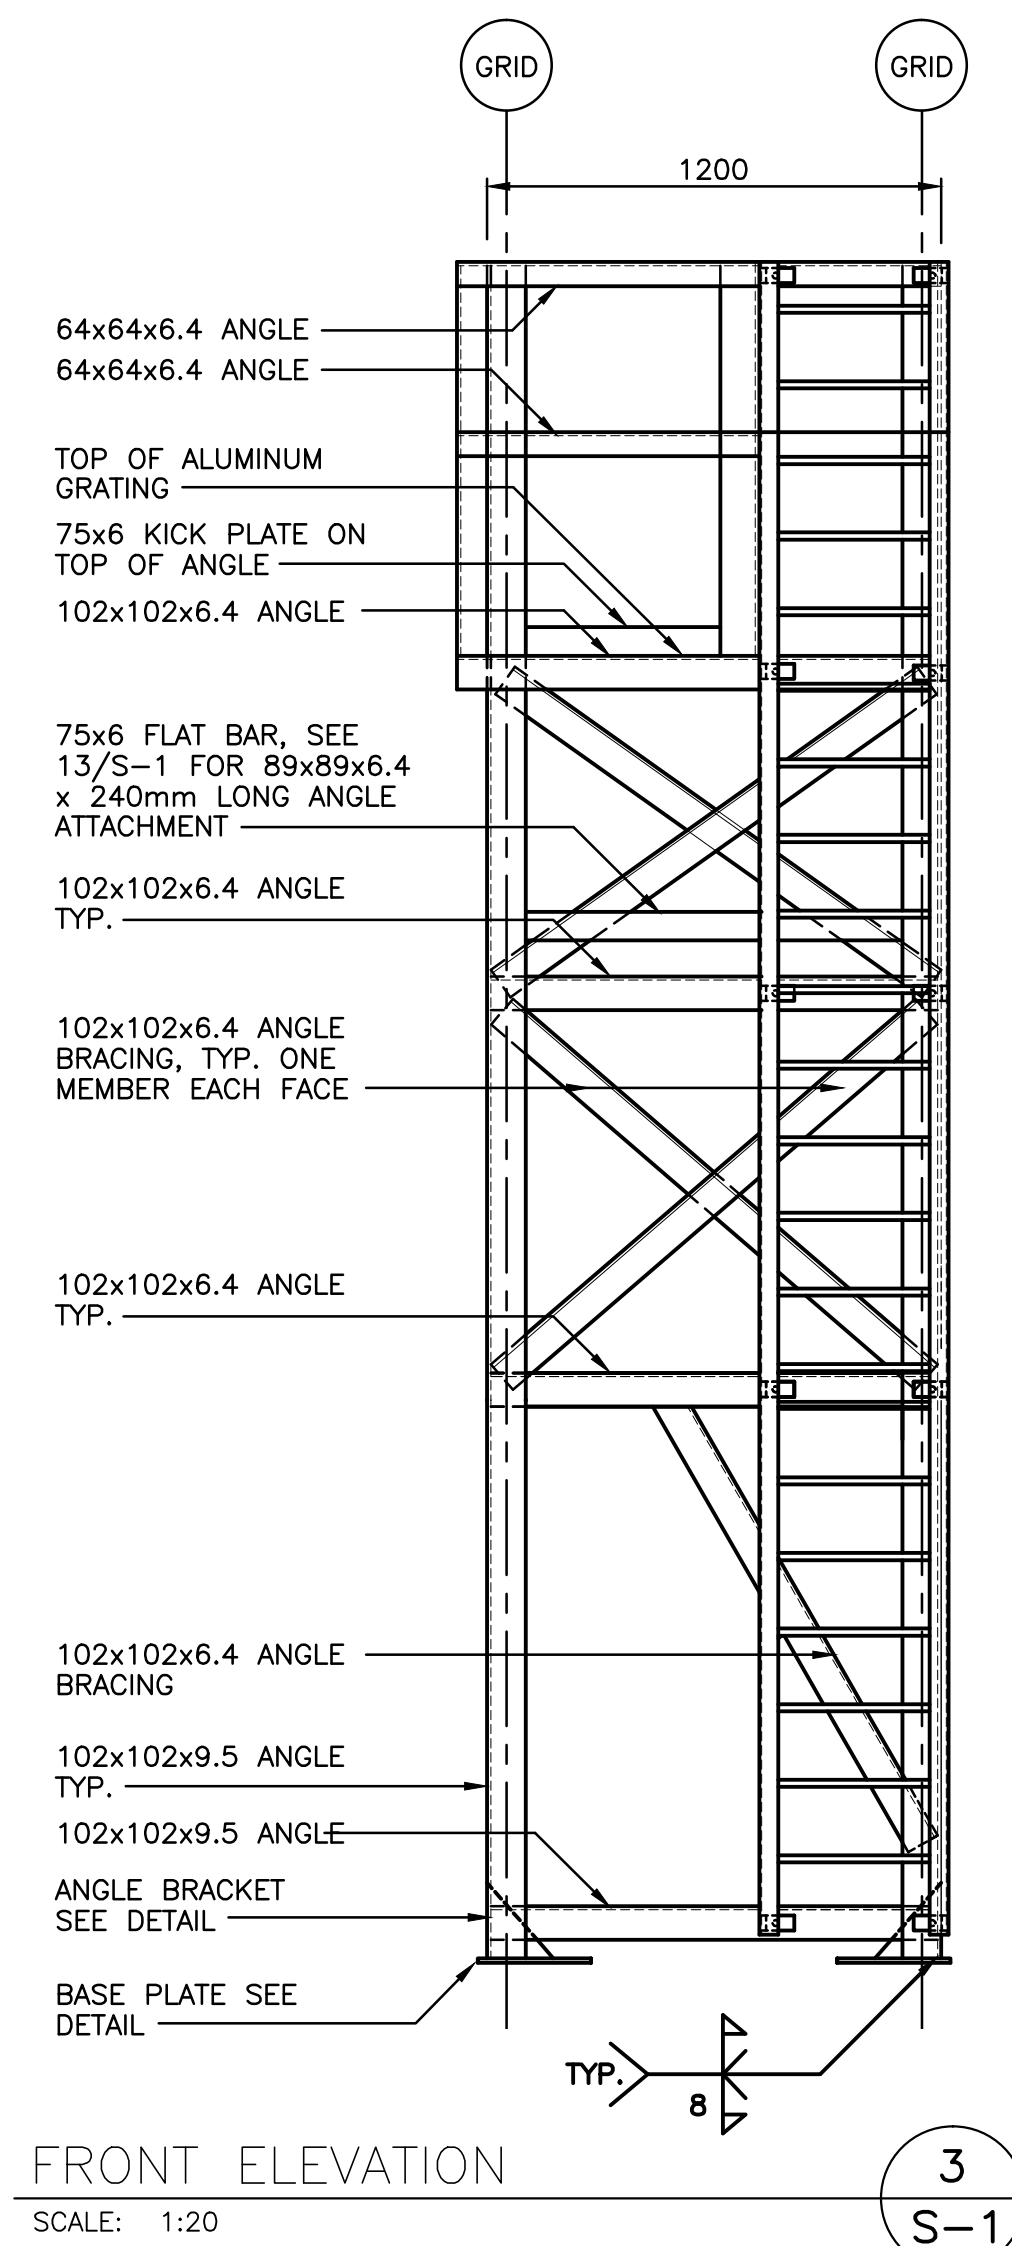 GRID
GRID
1200
64x64x6.4 ANGLE
64x64x6.4 ANGLE
TOP OF ALUMINUM
GRATING
75x6 KICK PLATE ON
TOP OF ANGLE
102x102x6.4 ANGLE
75x6 FLAT BAR, SEE
13/S-1 FOR 89x89x6.4
x 240mm LONG ANGLE
ATTACHMENT
102x102x6.4 ANGLE
TYP.
102x102x6.4 ANGLE
BRACING, TYP. ONE
MEMBER EACH FACE
102x102x6.4 ANGLE
TYP.
102x102x6.4 ANGLE
BRACING
102x102x9.5 ANGLE
TYP.
102x102x9.5 ANGLE
ANGLE BRACKET
SEE DETAIL
BASE PLATE SEE
DETAIL
TYP.
8
FRONT ELEVATION
3
SCALE: 1:20
S-1